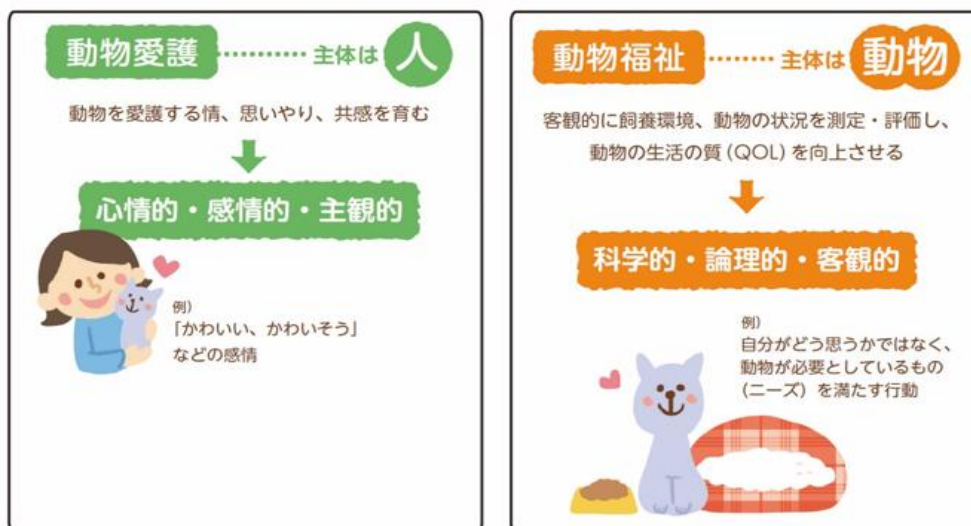 動物愛護 ………… 主体は 人
動物を愛護する情、思いやり、共感を育む
心情的・感情的・主観的
例)
「かわいい、かわいそう」
などの感情
動物福祉 ……… 主体は 動物
客観的に飼養環境、動物の状況を測定・評価し、
動物の生活の質 (QOL) を向上させる
科学的・論理的・客観的
例)
自分がどう思うかではなく、
動物が必要としているもの
(ニーズ) を満たす行動